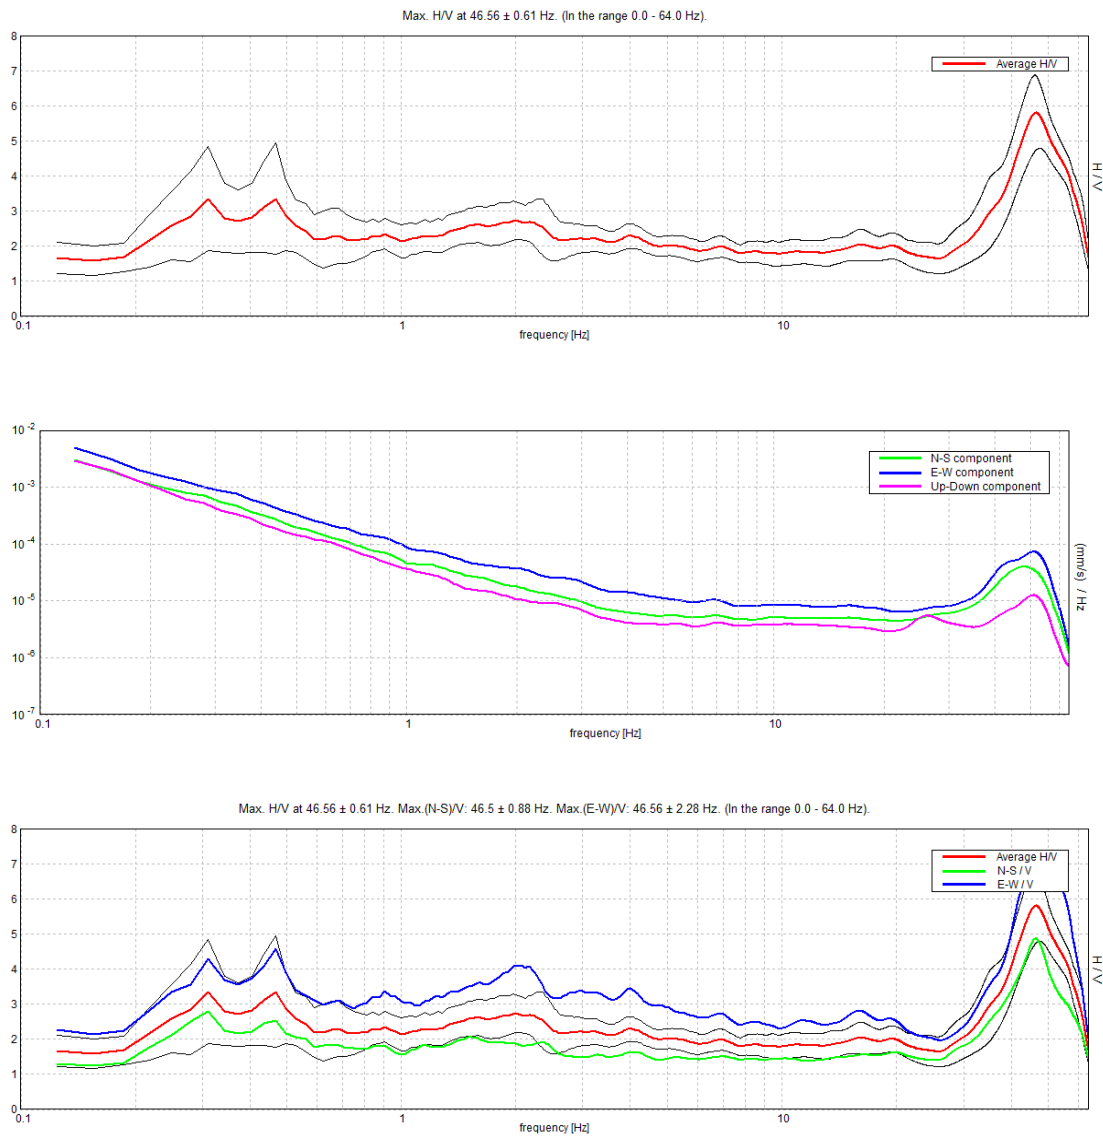 Max. H/V at 46.56 ± 0.61 Hz. (In the range 0.0 - 64.0 Hz).
8
7
6
5
4
3
2
1
0
Average H/V
H / V
0.1
1
10
frequency [Hz]
10 -2
10 -3
10 -4
10 -5
10 -6
10 -7
N-S component
E-W component
Up-Down component
(mm/s) / Hz
0.1
1
10
frequency [Hz]
Max. H/V at 46.56 ± 0.61 Hz. Max.(N-S)/V: 46.5 ± 0.88 Hz. Max.(E-W)/V: 46.56 ± 2.28 Hz. (In the range 0.0 - 64.0 Hz).
8
7
6
5
4
3
2
1
0
Average H/V
N-S / V
E-W / V
H / V
0.1
1
10
frequency [Hz]